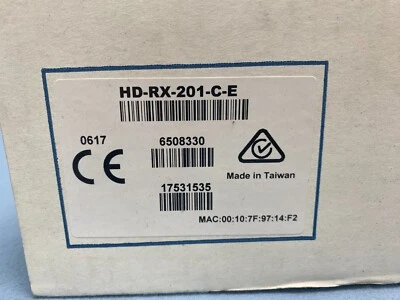 HD-RX-201-C-E
0617
6508330
CE
Made in Taiwan
17531535
MAC:00:10:7F:97:14:F2